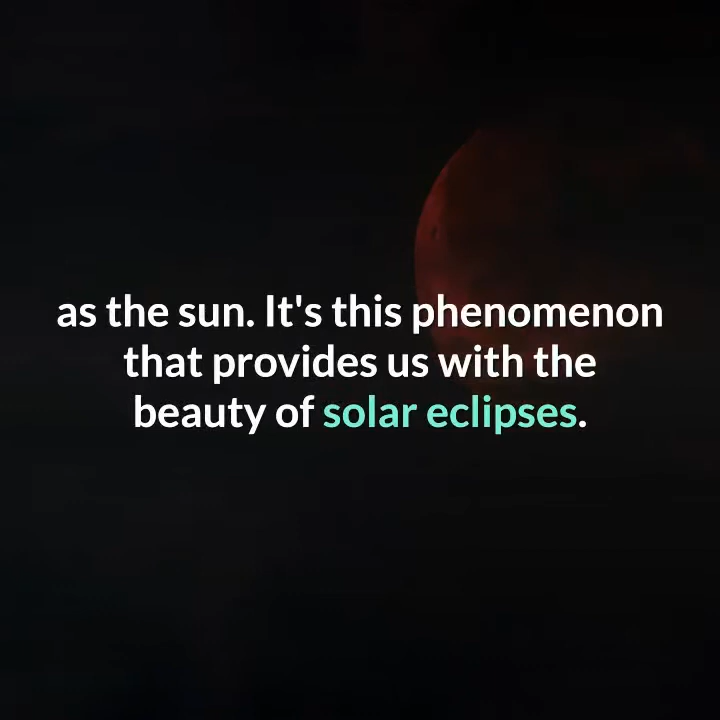 as the sun. It's this phenomenon
that provides us with the
beauty of solar eclipses.